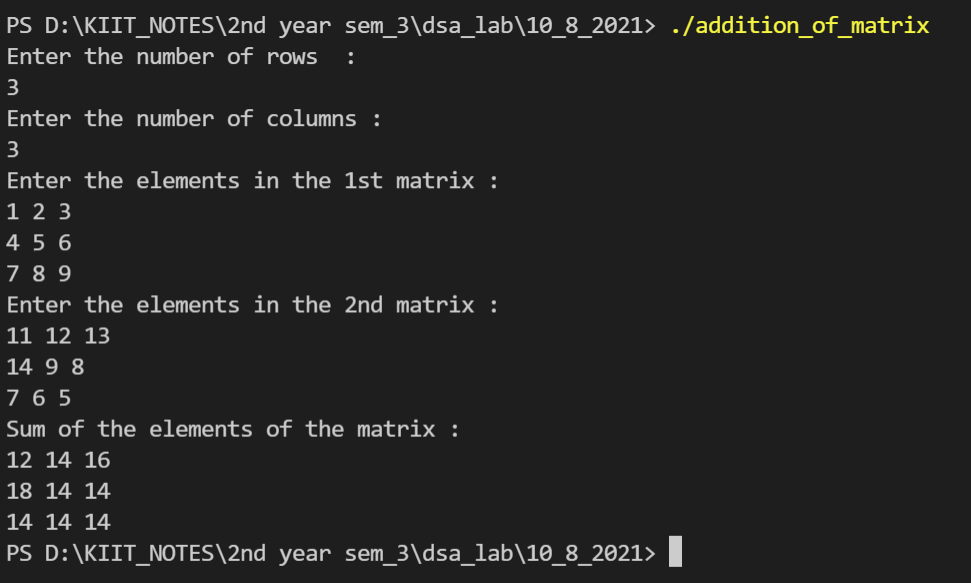 PS D:\KIIT_NOTES\2nd year sem_3\dsa_lab\10_8_2021> ./addition_of_matrix
Enter the number of rows  :
3
Enter the number of columns :
3
Enter the elements in the 1st matrix :
1 2 3
4 5 6
7 8 9
Enter the elements in the 2nd matrix :
11 12 13
14 9 8
7 6 5
Sum of the elements of the matrix :
12 14 16
18 14 14
14 14 14
PS D:\KIIT_NOTES\2nd year sem_3\dsa_lab\10_8_2021>